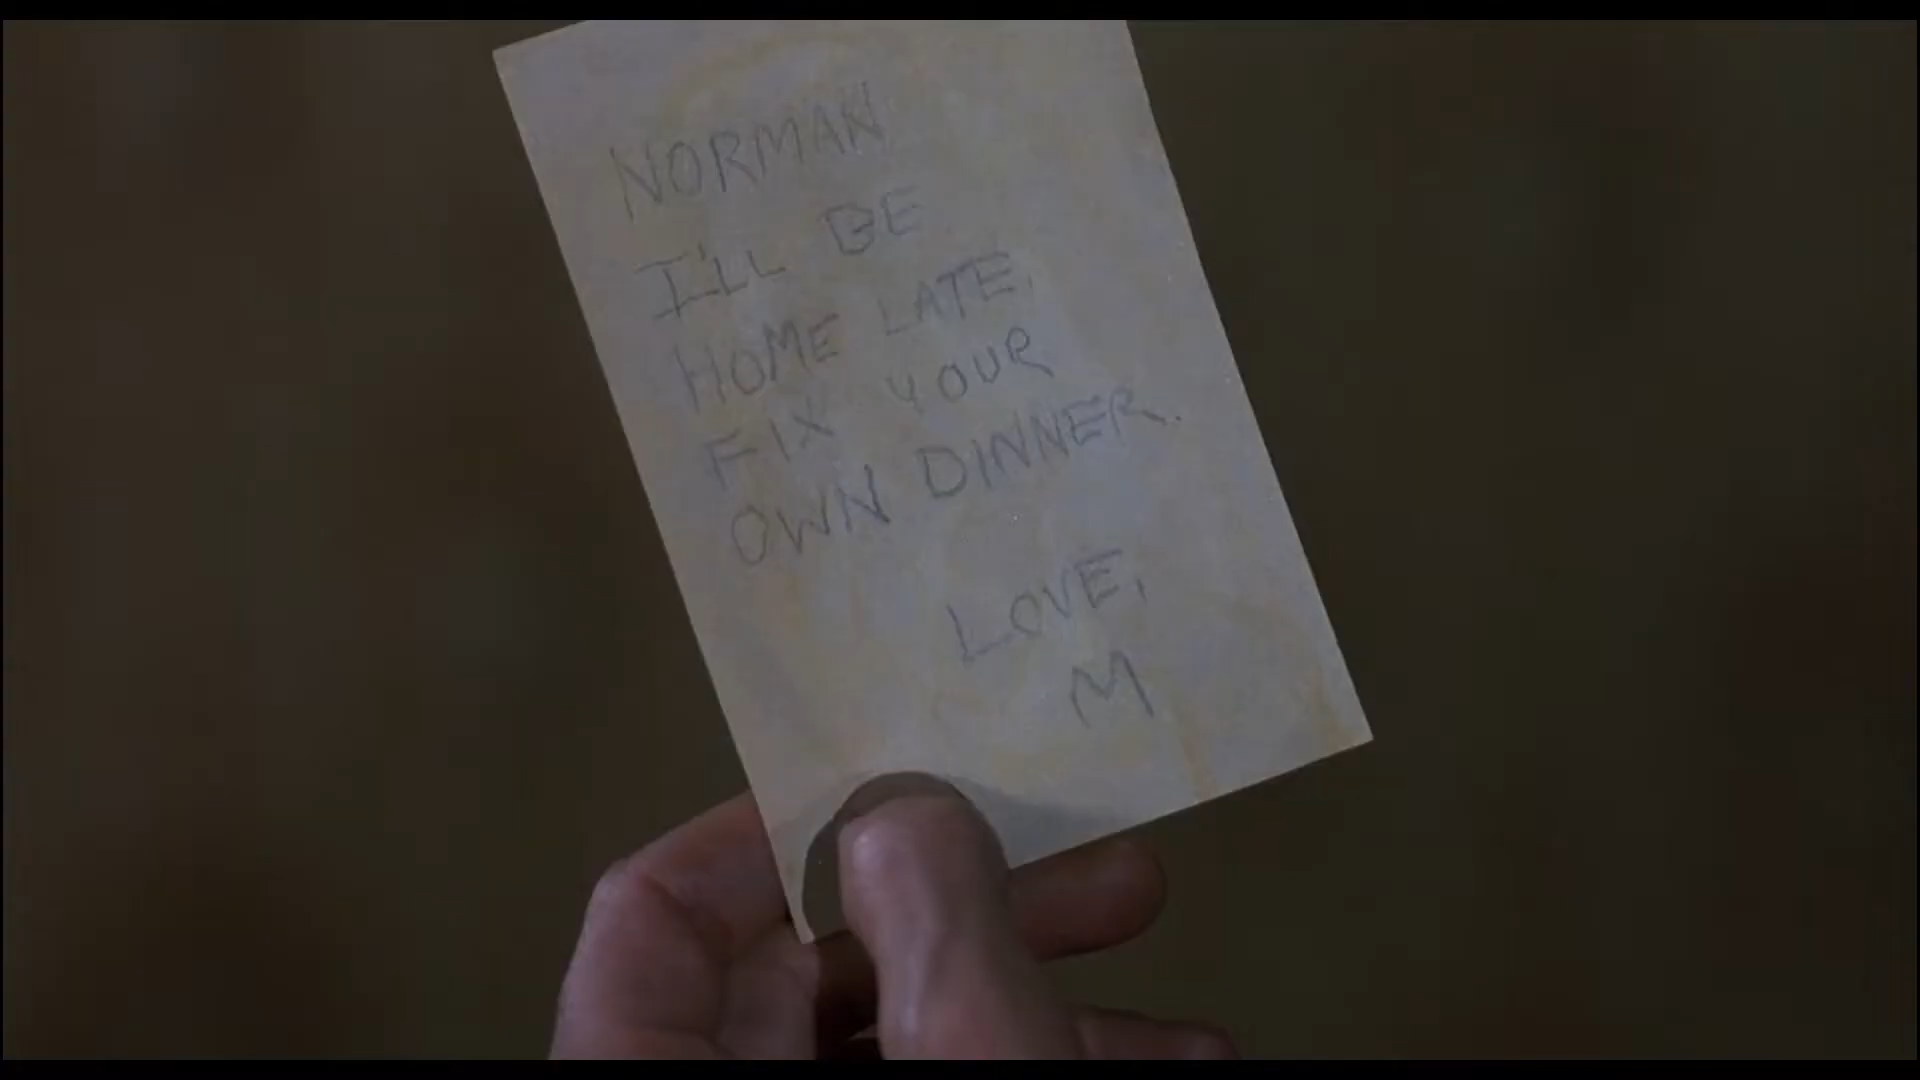 NORMAN
I'LL BE
HOME LATE.
FIX YOUR
OWN DINNER.
LOVE,
M